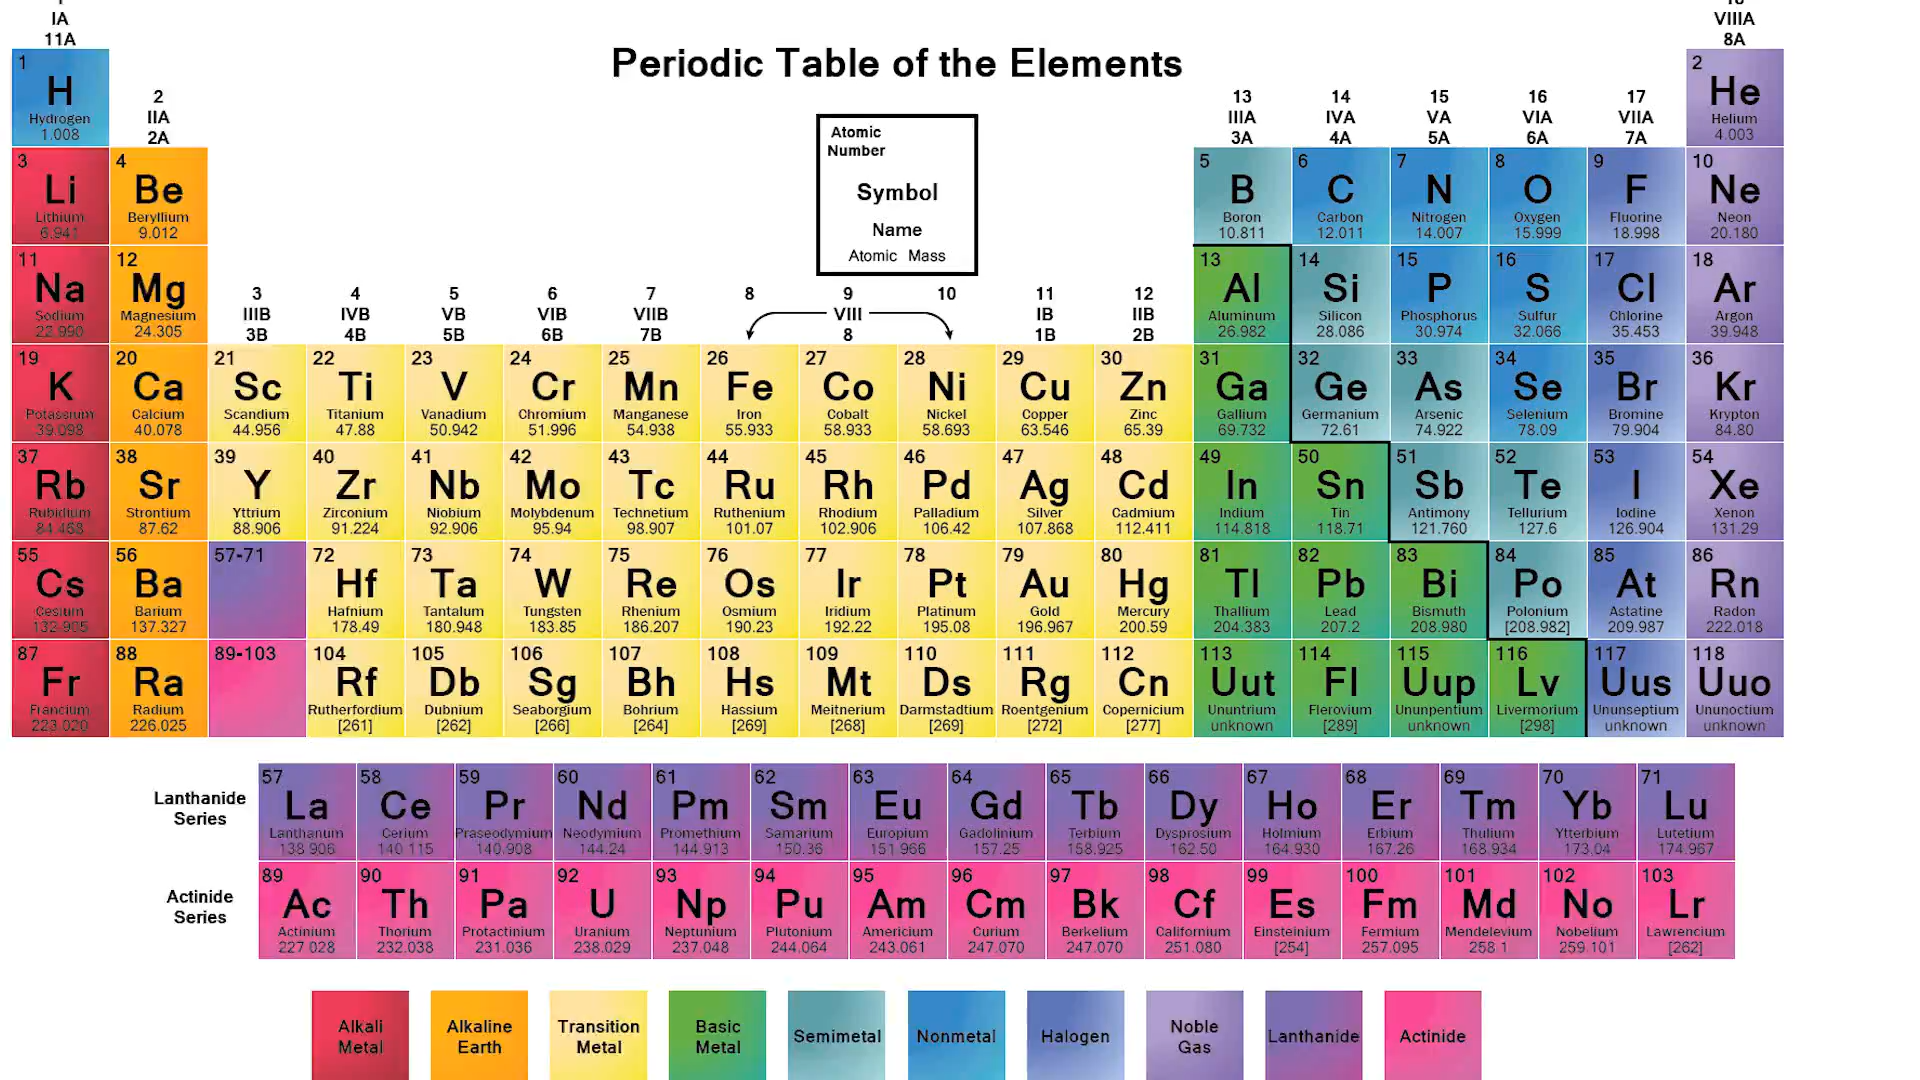 IA
11A
VIIIA
8A
Periodic Table of the Elements
1
H
Hydrogen
1.008
2
He
Helium
4.003
2
IIA
2A
13
IIIA
3A
14
IVA
4A
15
VA
5A
16
VIA
6A
17
VIIA
7A
Atomic
Number
Symbol
Name
Atomic Mass
3
Li
Lithium
6.941
4
Be
Beryllium
9.012
5
B
Boron
10.811
6
C
Carbon
12.011
7
N
Nitrogen
14.007
8
O
Oxygen
15.999
9
F
Fluorine
18.998
10
Ne
Neon
20.180
11
Na
Sodium
22.990
12
Mg
Magnesium
24.305
3
IIIB
3B
4
IVB
4B
5
VB
5B
6
VIB
6B
7
VIIB
7B
8
9
10
VIII
8
11
IB
1B
12
IIB
2B
13
Al
Aluminum
26.982
14
Si
Silicon
28.086
15
P
Phosphorus
30.974
16
S
Sulfur
32.066
17
Cl
Chlorine
35.453
18
Ar
Argon
39.948
19
K
Potassium
39.098
20
Ca
Calcium
40.078
21
Sc
Scandium
44.956
22
Ti
Titanium
47.88
23
V
Vanadium
50.942
24
Cr
Chromium
51.996
25
Mn
Manganese
54.938
26
Fe
Iron
55.933
27
Co
Cobalt
58.933
28
Ni
Nickel
58.693
29
Cu
Copper
63.546
30
Zn
Zinc
65.39
31
Ga
Gallium
69.732
32
Ge
Germanium
72.61
33
As
Arsenic
74.922
34
Se
Selenium
78.09
35
Br
Bromine
79.904
36
Kr
Krypton
84.80
37
Rb
Rubidium
84.468
38
Sr
Strontium
87.62
39
Y
Yttrium
88.906
40
Zr
Zirconium
91.224
41
Nb
Niobium
92.906
42
Mo
Molybdenum
95.94
43
Tc
Technetium
98.907
44
Ru
Ruthenium
101.07
45
Rh
Rhodium
102.906
46
Pd
Palladium
106.42
47
Ag
Silver
107.868
48
Cd
Cadmium
112.411
49
In
Indium
114.818
50
Sn
Tin
118.71
51
Sb
Antimony
121.760
52
Te
Tellurium
127.6
53
I
Iodine
126.904
54
Xe
Xenon
131.29
55
Cs
Cesium
132.905
56
Ba
Barium
137.327
57-71
72
Hf
Hafnium
178.49
73
Ta
Tantalum
180.948
74
W
Tungsten
183.85
75
Re
Rhenium
186.207
76
Os
Osmium
190.23
77
Ir
Iridium
192.22
78
Pt
Platinum
195.08
79
Au
Gold
196.967
80
Hg
Mercury
200.59
81
Tl
Thallium
204.383
82
Pb
Lead
207.2
83
Bi
Bismuth
208.980
84
Po
Polonium
[208.982]
85
At
Astatine
209.987
86
Rn
Radon
222.018
87
Fr
Francium
223.020
88
Ra
Radium
226.025
89-103
104
Rf
Rutherfordium
[261]
105
Db
Dubnium
[262]
106
Sg
Seaborgium
[266]
107
Bh
Bohrium
[264]
108
Hs
Hassium
[269]
109
Mt
Meitnerium
[268]
110
Ds
Darmstadtium
[269]
111
Rg
Roentgenium
[272]
112
Cn
Copernicium
[277]
113
Uut
Ununtrium
unknown
114
Fl
Flerovium
[289]
115
Uup
Ununpentium
unknown
116
Lv
Livermorium
[298]
117
Uus
Ununseptium
unknown
118
Uuo
Ununoctium
unknown
Lanthanide
Series
57
La
Lanthanum
138.906
58
Ce
Cerium
140.115
59
Pr
Praseodymium
140.908
60
Nd
Neodymium
144.24
61
Pm
Promethium
144.913
62
Sm
Samarium
150.36
63
Eu
Europium
151.966
64
Gd
Gadolinium
157.25
65
Tb
Terbium
158.925
66
Dy
Dysprosium
162.50
67
Ho
Holmium
164.930
68
Er
Erbium
167.26
69
Tm
Thulium
168.934
70
Yb
Ytterbium
173.04
71
Lu
Lutetium
174.967
Actinide
Series
89
Ac
Actinium
227.028
90
Th
Thorium
232.038
91
Pa
Protactinium
231.036
92
U
Uranium
238.029
93
Np
Neptunium
237.048
94
Pu
Plutonium
244.064
95
Am
Americium
243.061
96
Cm
Curium
247.070
97
Bk
Berkelium
247.070
98
Cf
Californium
251.080
99
Es
Einsteinium
[254]
100
Fm
Fermium
257.095
101
Md
Mendelevium
258.1
102
No
Nobelium
259.101
103
Lr
Lawrencium
[262]
Alkali
Metal
Alkaline
Earth
Transition
Metal
Basic
Metal
Semimetal
Nonmetal
Halogen
Noble
Gas
Lanthanide
Actinide